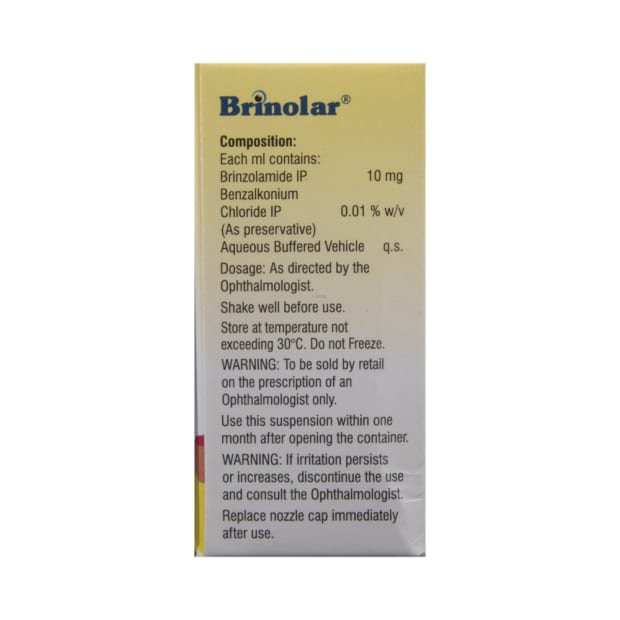 Brinolar®
Composition:
Each ml contains:
Brinzolamide IP 10 mg
Benzalkonium
Chloride IP 0.01 % w/v
(As preservative)
Aqueous Buffered Vehicle q.s.
Dosage: As directed by the
Ophthalmologist.
Shake well before use.
Store at temperature not
exceeding 30°C. Do not Freeze.
WARNING: To be sold by retail
on the prescription of an
Ophthalmologist only.
Use this suspension within one
month after opening the container.
WARNING: If irritation persists
or increases, discontinue the use
and consult the Ophthalmologist.
Replace nozzle cap immediately
after use.